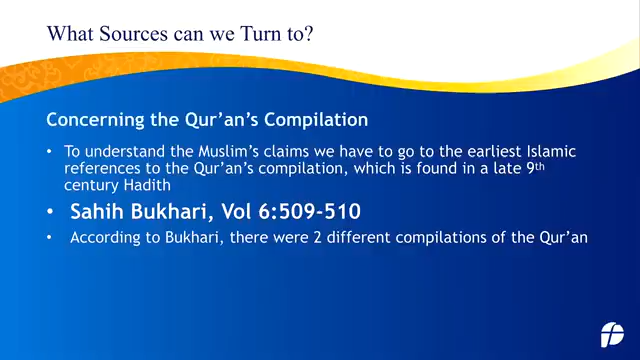 What Sources can we Turn to?
Concerning the Qur’an’s Compilation
• To understand the Muslim’s claims we have to go to the earliest Islamic
references to the Qur’an’s compilation, which is found in a late 9th
century Hadith
• Sahih Bukhari, Vol 6:509-510
• According to Bukhari, there were 2 different compilations of the Qur’an